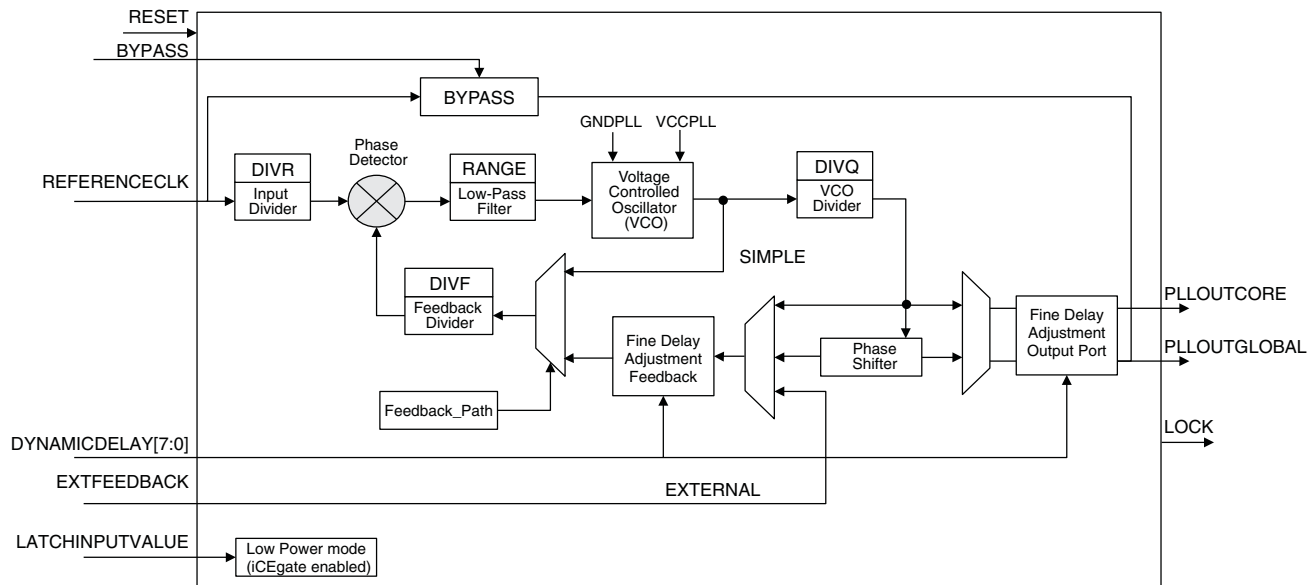 RESET
BYPASS
BYPASS
GNDPLL VCCPLL
Phase
Detector
DIVR
Input
Divider
RANGE
Low-Pass
Filter
Voltage
Controlled
Oscillator
(VCO)
DIVQ
VCO
Divider
REFERENCECLK
SIMPLE
DIVF
Feedback
Divider
Fine Delay
Adjustment
Feedback
Phase
Shifter
Fine Delay
Adjustment
Output Port
PLLOUTCORE
PLLOUTGLOBAL
Feedback_Path
LOCK
DYNAMICDELAY[7:0]
EXTFEEDBACK
EXTERNAL
LATCHINPUTVALUE
Low Power mode
(iCEgate enabled)